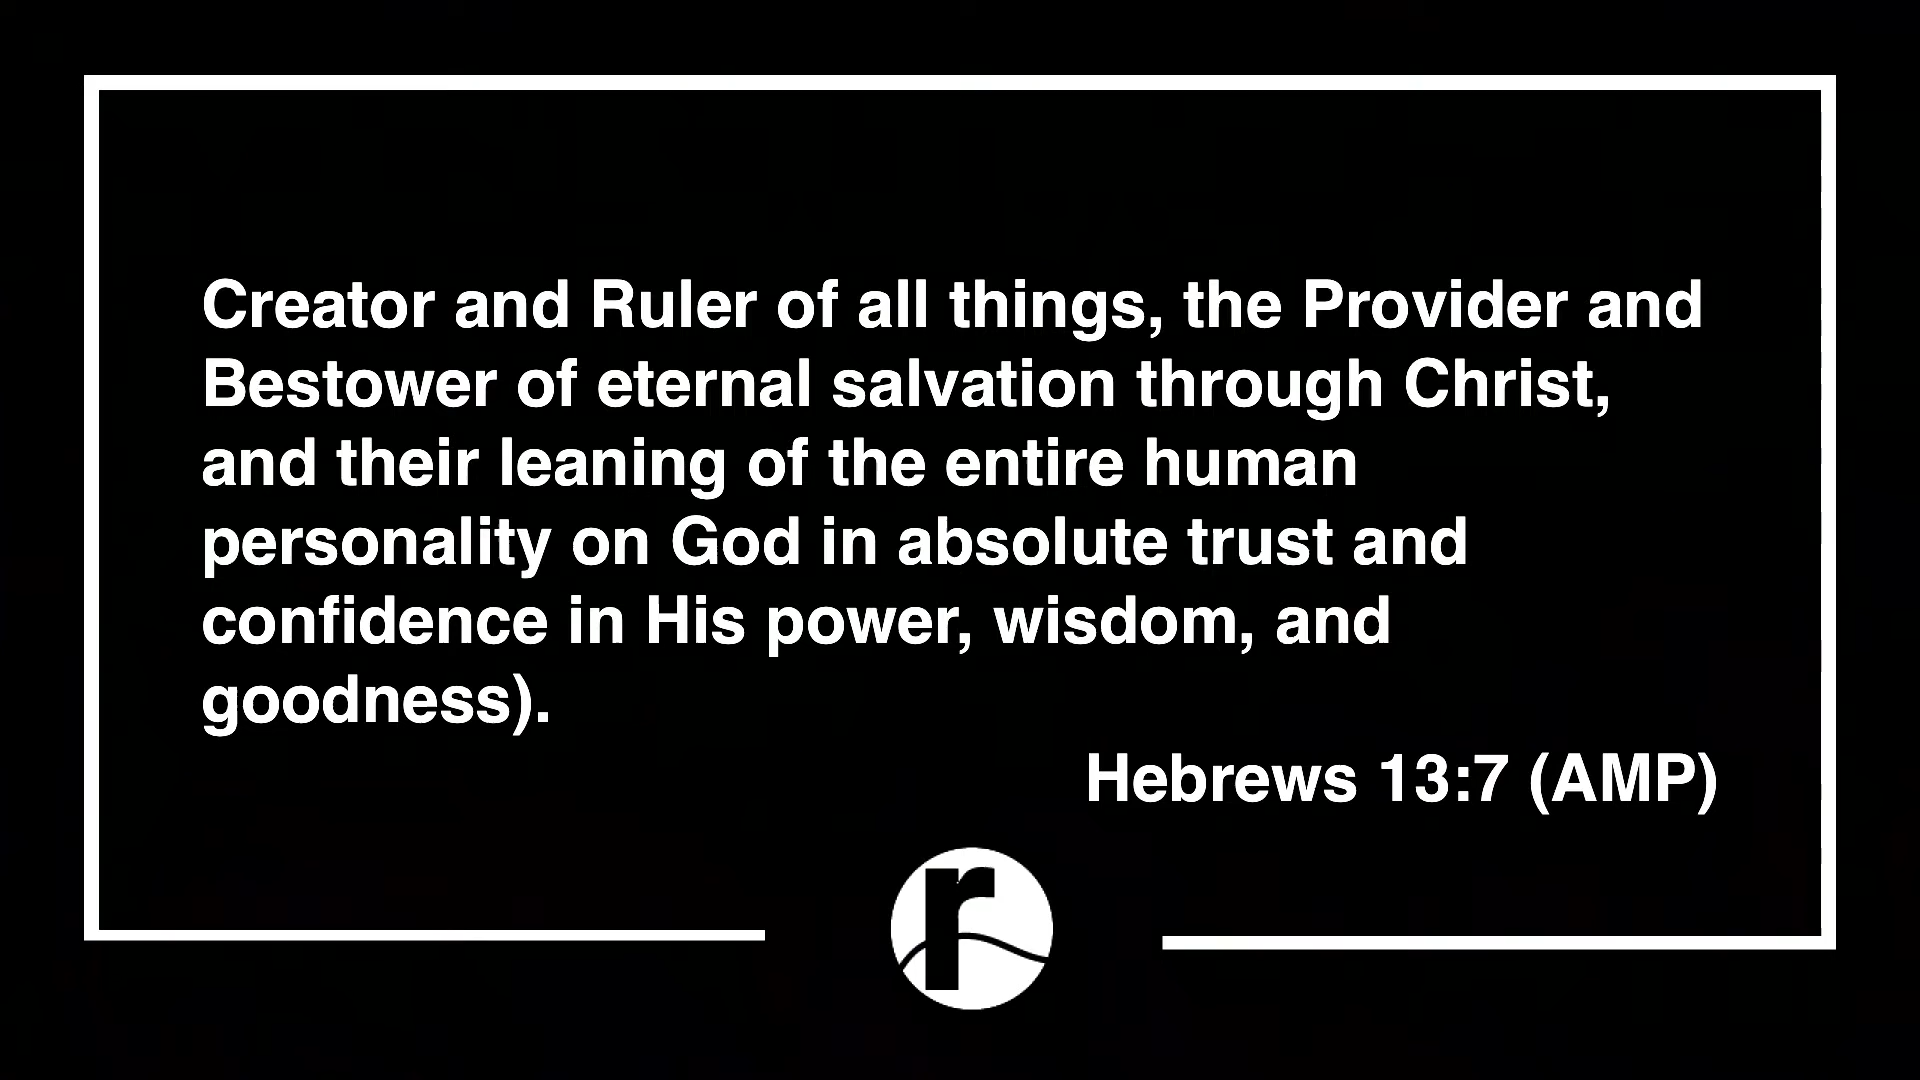 Creator and Ruler of all things, the Provider and
Bestower of eternal salvation through Christ,
and their leaning of the entire human
personality on God in absolute trust and
confidence in His power, wisdom, and
goodness).
Hebrews 13:7 (AMP)
r